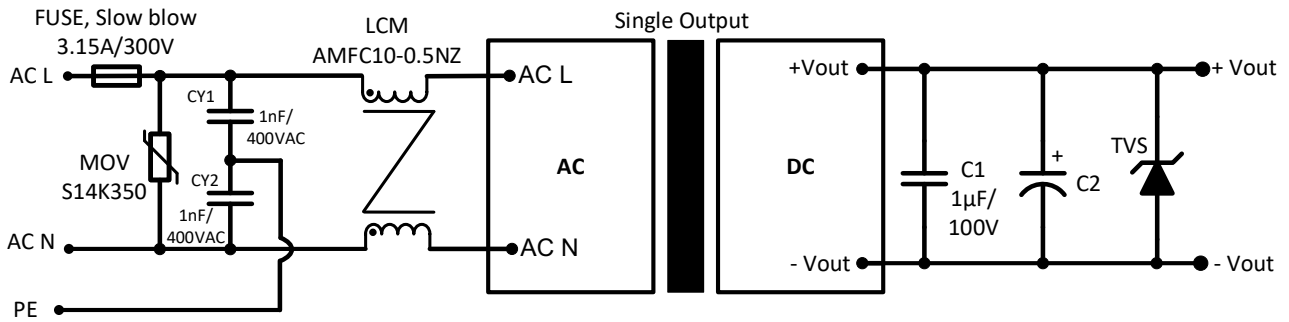 FUSE, Slow blow
3.15A/300V
LCM
AMFC10-0.5NZ
Single Output
AC L
AC L
+Vout
+ Vout
CY1
1nF/
400VAC
MOV
S14K350
CY2
1nF/
400VAC
AC
DC
C1
1µF/
100V
+
C2
TVS
AC N
AC N
- Vout
- Vout
PE